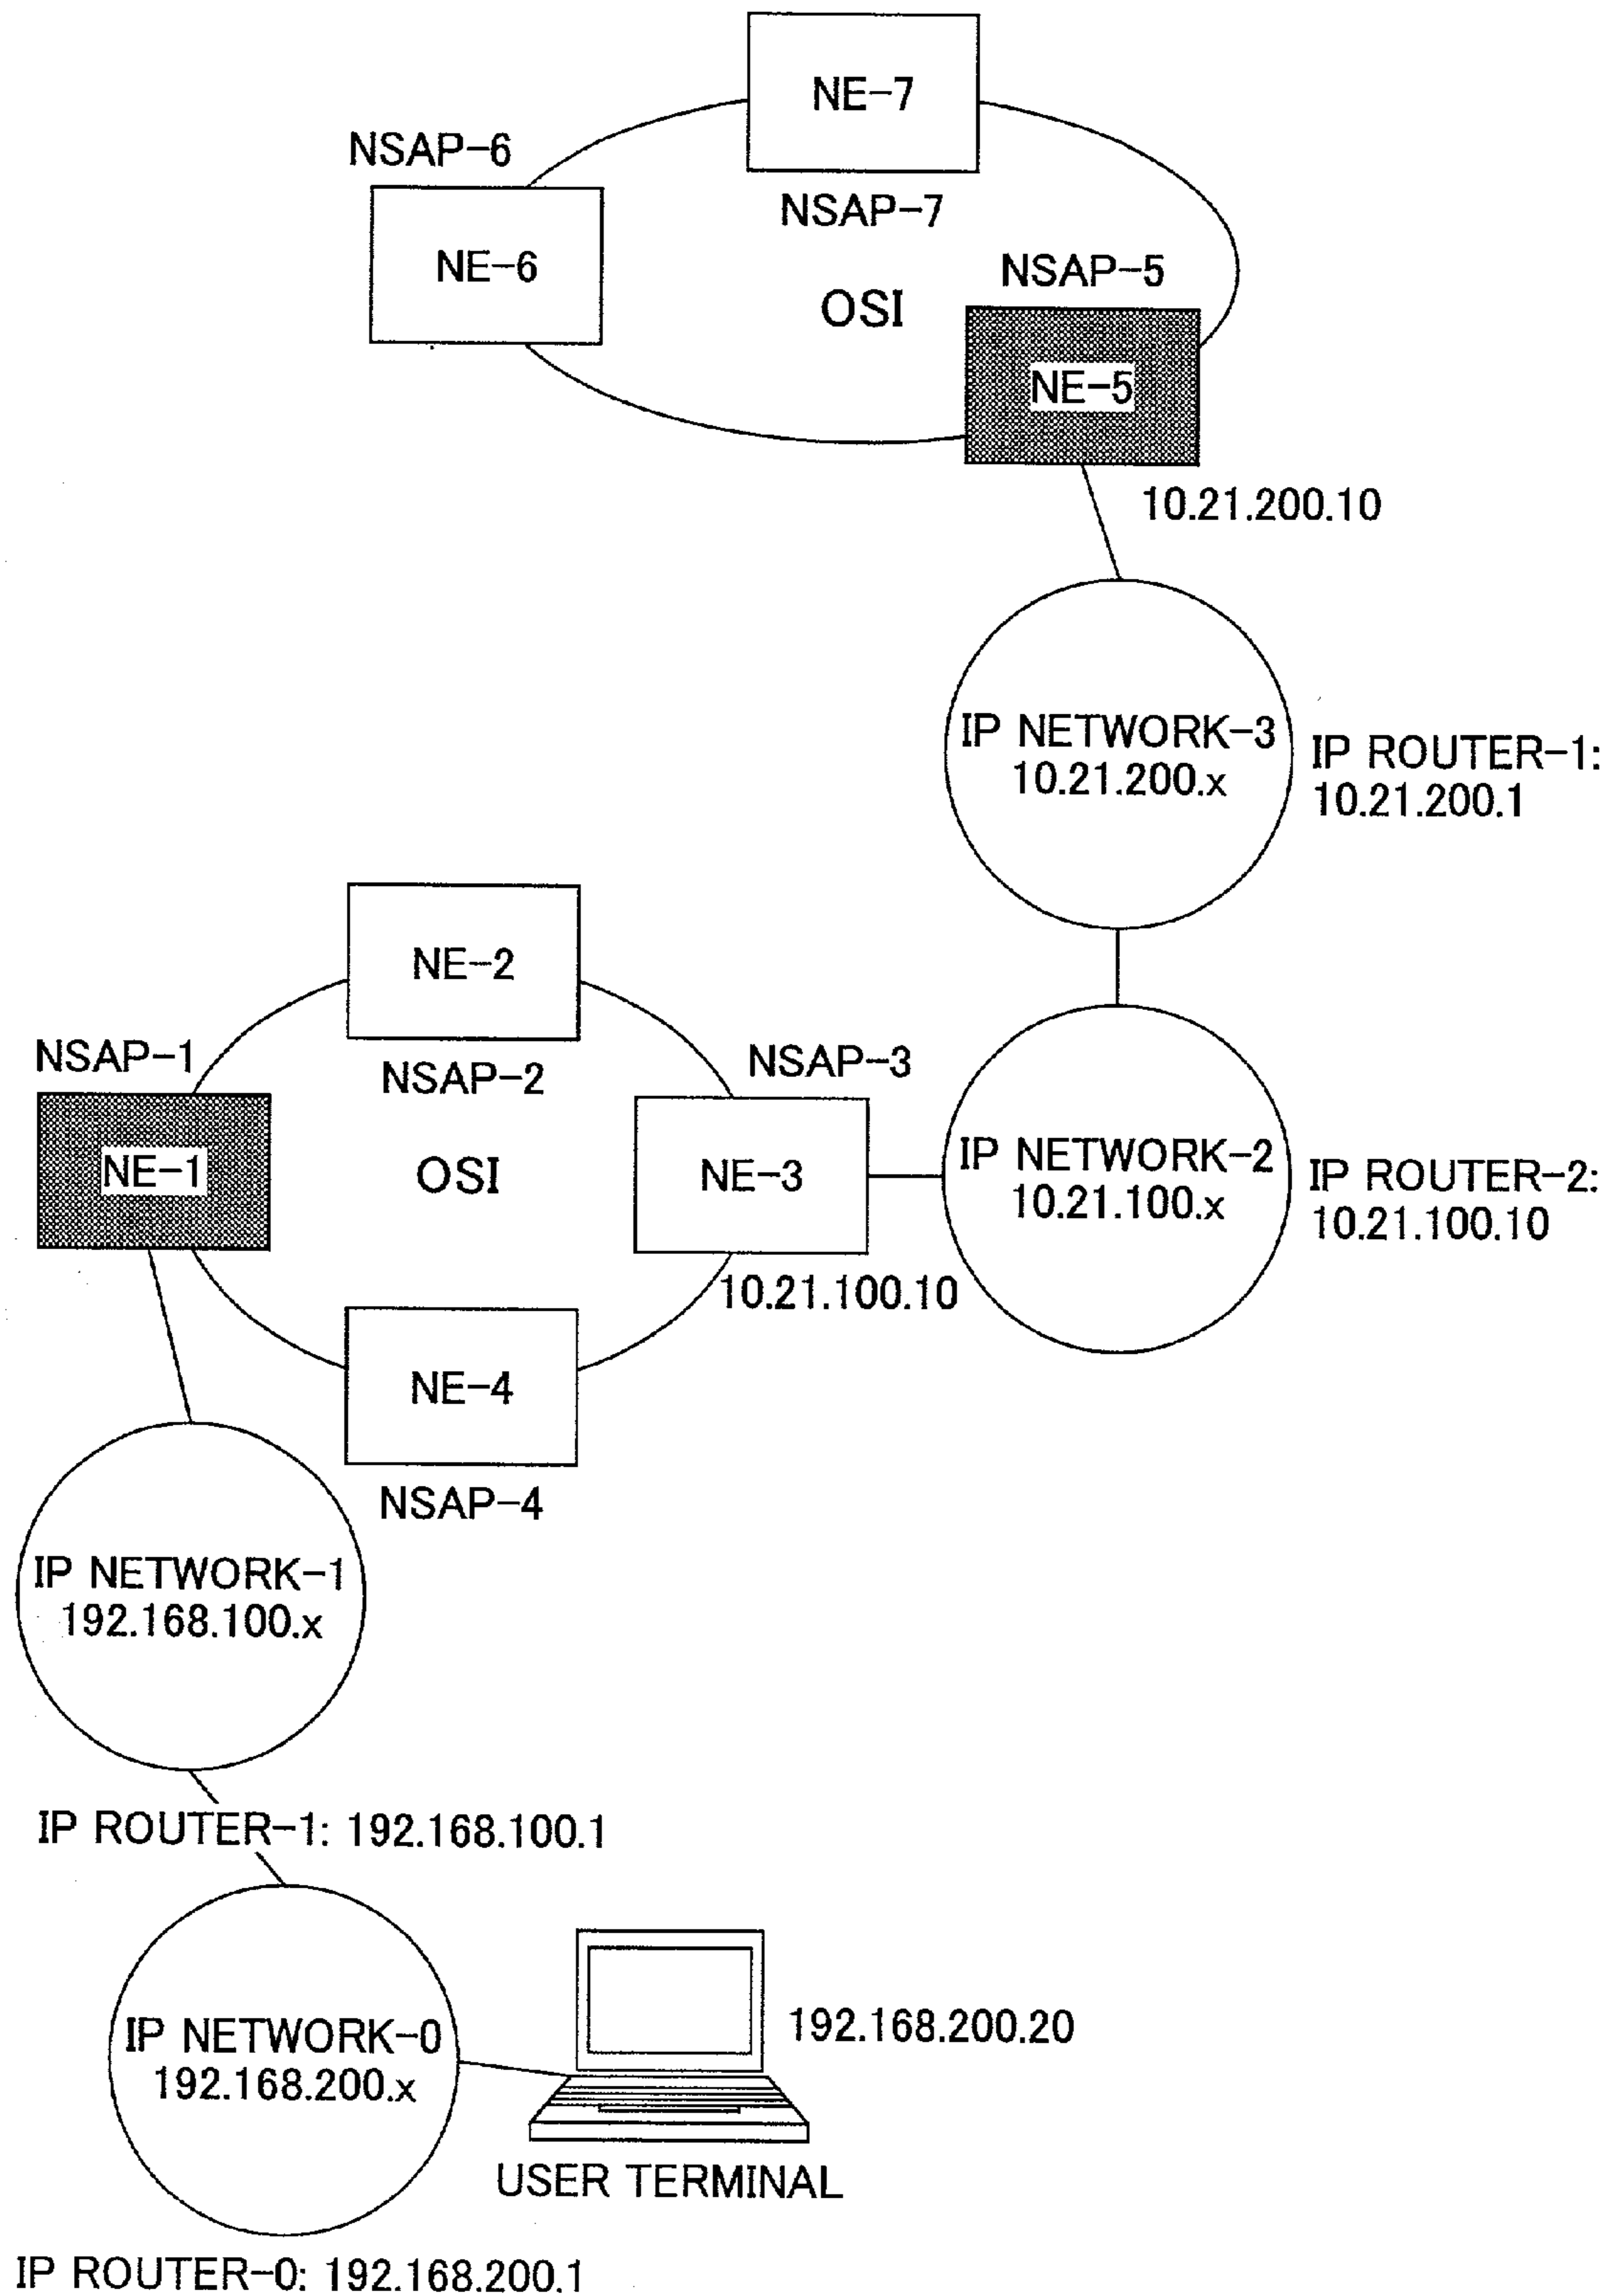 NE-7
NSAP-6
NSAP-7
NE-6
NSAP-5
OSI
NE-5
10.21.200.10
IP NETWORK-3
10.21.200.x
IP ROUTER-1:
10.21.200.1
NE-2
NSAP-1
NSAP-2
NSAP-3
NE-1
OSI
NE-3
IP NETWORK-2
10.21.100.x
IP ROUTER-2:
10.21.100.10
10.21.100.10
NE-4
NSAP-4
IP NETWORK-1
192.168.100.x
IP ROUTER-1: 192.168.100.1
IP NETWORK-0
192.168.200.x
192.168.200.20
USER TERMINAL
IP ROUTER-0: 192.168.200.1